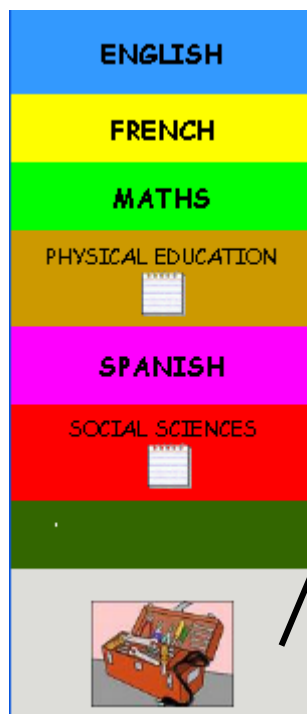 ENGLISH
FRENCH
MATHS
PHYSICAL EDUCATION
SPANISH
SOCIAL SCIENCES